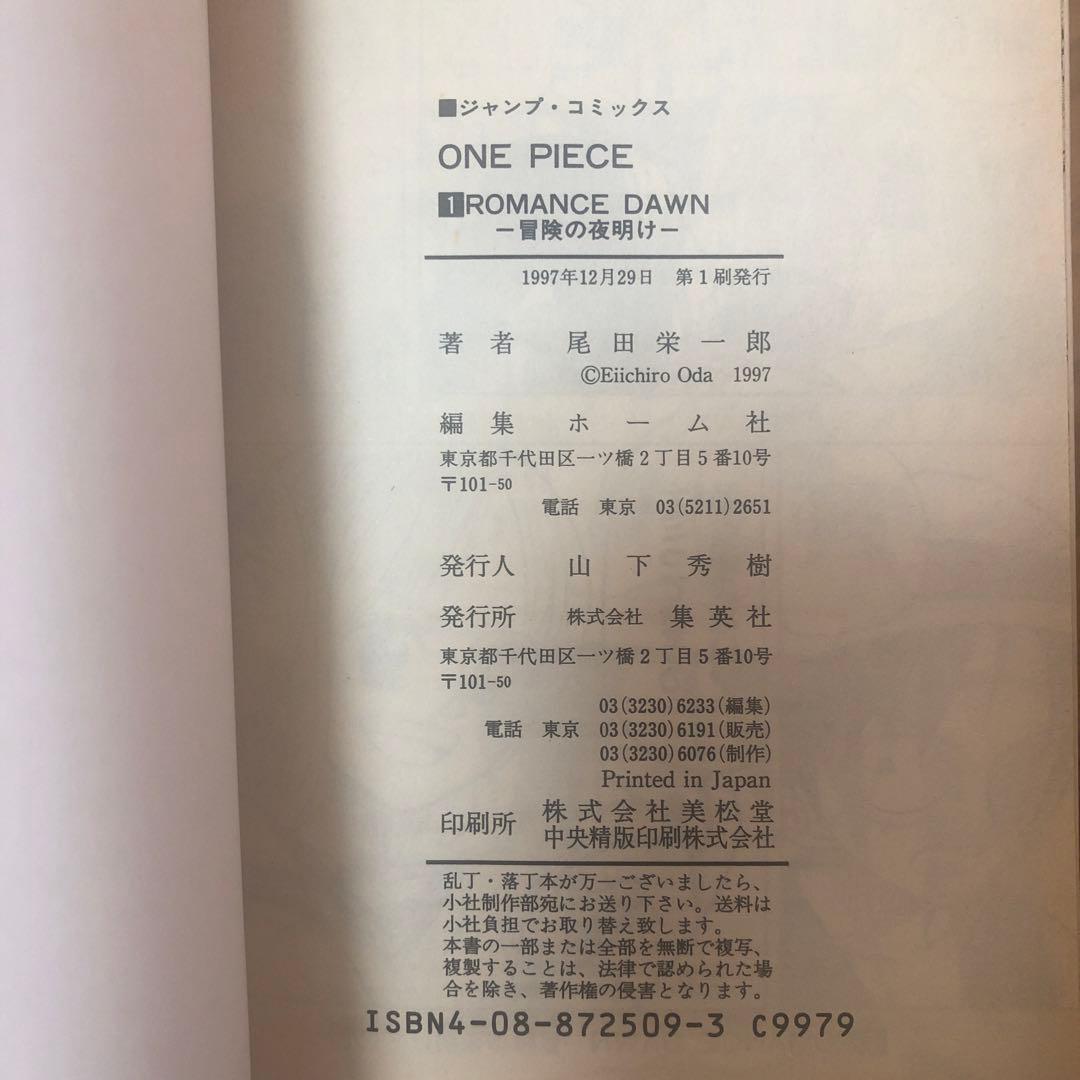 ■ジャンプ・コミックス
ONE PIECE
1 ROMANCE DAWN
－冒険の夜明け－
1997年12月29日 第1刷発行
著者 尾田栄一郎
©Eiichiro Oda 1997
編集 ホーム社
東京都千代田区一ツ橋2丁目5番10号
〒101-50
電話 東京 03(5211)2651
発行人 山下秀樹
発行所 株式会社 集英社
東京都千代田区一ツ橋2丁目5番10号
〒101-50
03(3230)6233(編集)
電話 東京 03(3230)6191(販売)
03(3230)6076(制作)
Printed in Japan
印刷所 株式会社美松堂
中央精版印刷株式会社
乱丁・落丁本が万一ございましたら、
小社制作部宛にお送り下さい。送料は
小社負担でお取り替え致します。
本書の一部または全部を無断で複写、
複製することは、法律で認められた場
合を除き、著作権の侵害となります。
ISBN4-08-872509-3 C9979